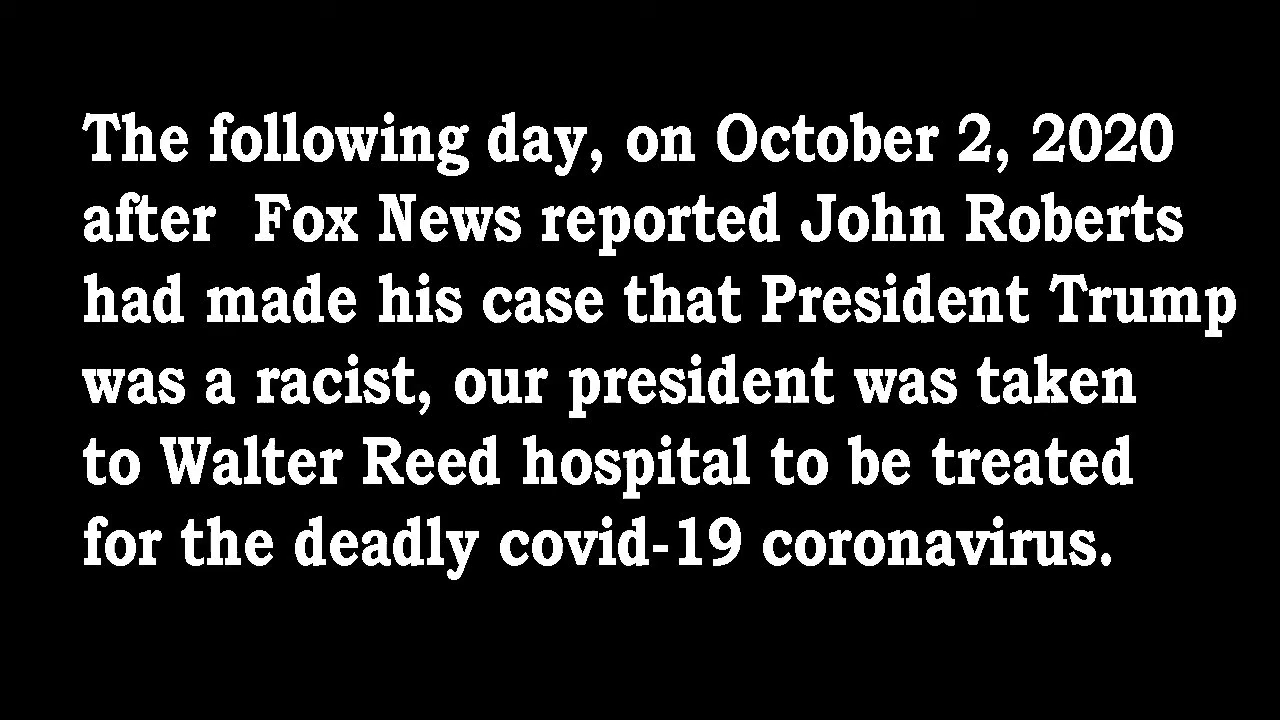 The following day, on October 2, 2020
after  Fox News reported John Roberts
had made his case that President Trump
was a racist, our president was taken
to Walter Reed hospital to be treated
for the deadly covid-19 coronavirus.